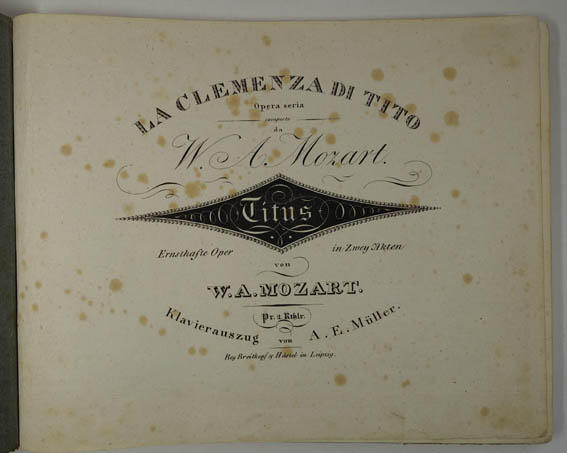 LA CLEMENZA DI TITO
Opera seria
composta
da
W. A. Mozart.
Titus
Ernsthafte Oper in Zwey Akten
von
W. A. MOZART.
Pr. 2 Rthlr.
Klavierauszug von A. E. Müller.
Bey Breitkopf & Härtel in Leipzig.